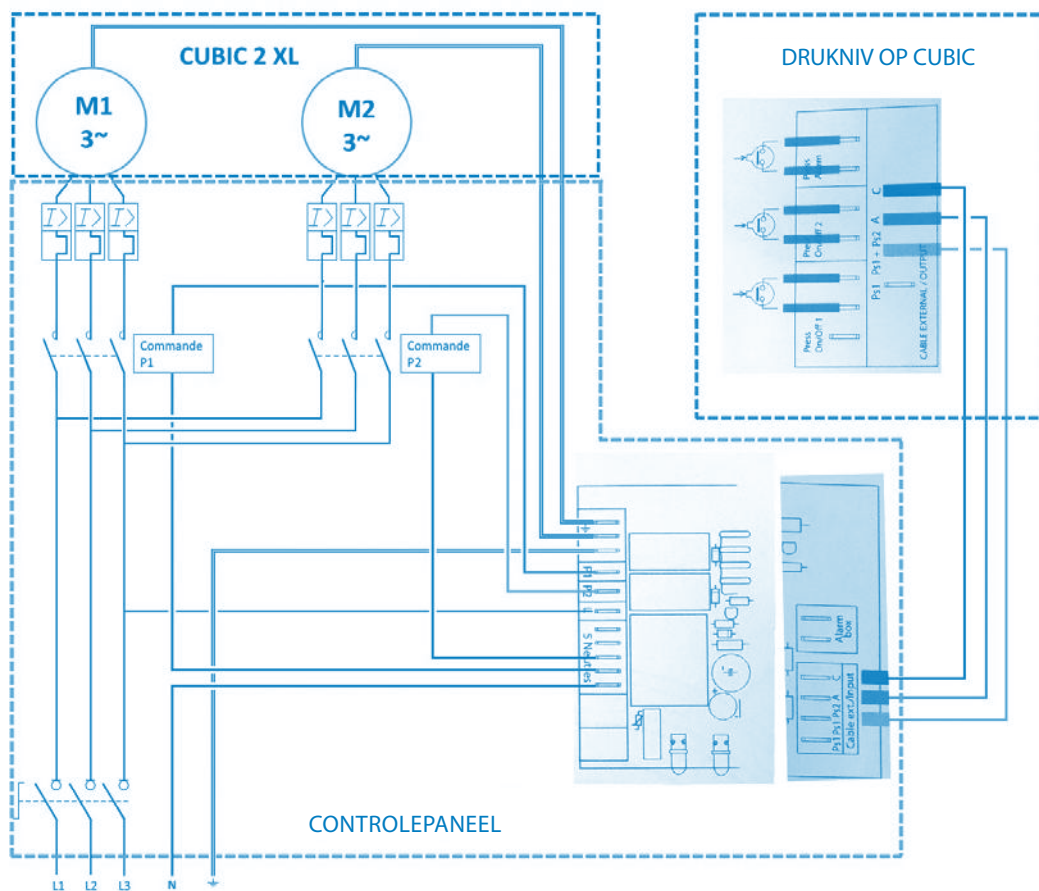 CUBIC 2 XL
M1
3~
M2
3~
DRUKNIV OP CUBIC
Press
Alarm
Press
On/Off 2
Press
On/Off 1
C
A
Ps1 + Ps2
Ps1
CABLE EXTERNAL / OUTPUT
I>
I>
I>
I>
I>
I>
Commande
P1
Commande
P2
P1
P2
L
5 Neutres
Alarm
box
C
A
Ps2
Ps1
Ps1
Cable ext./Input
CONTROLEPANEEL
L1
L2
L3
N